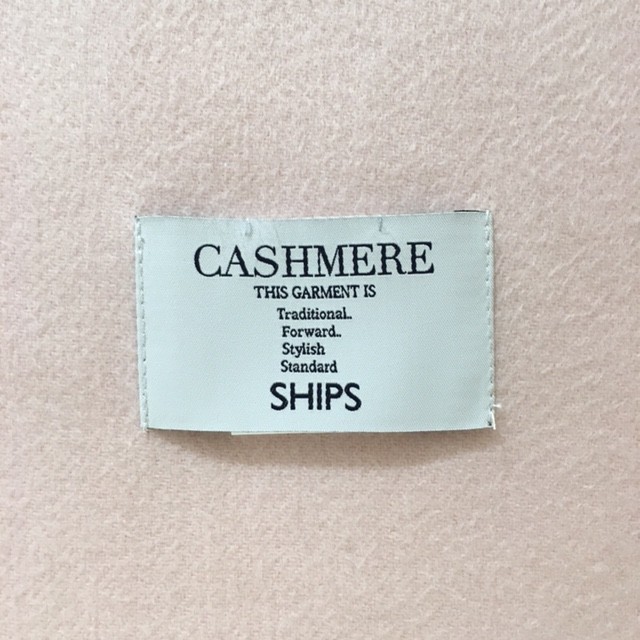 CASHMERE
THIS GARMENT IS
Traditional..
Forward..
Stylish
Standard
SHIPS